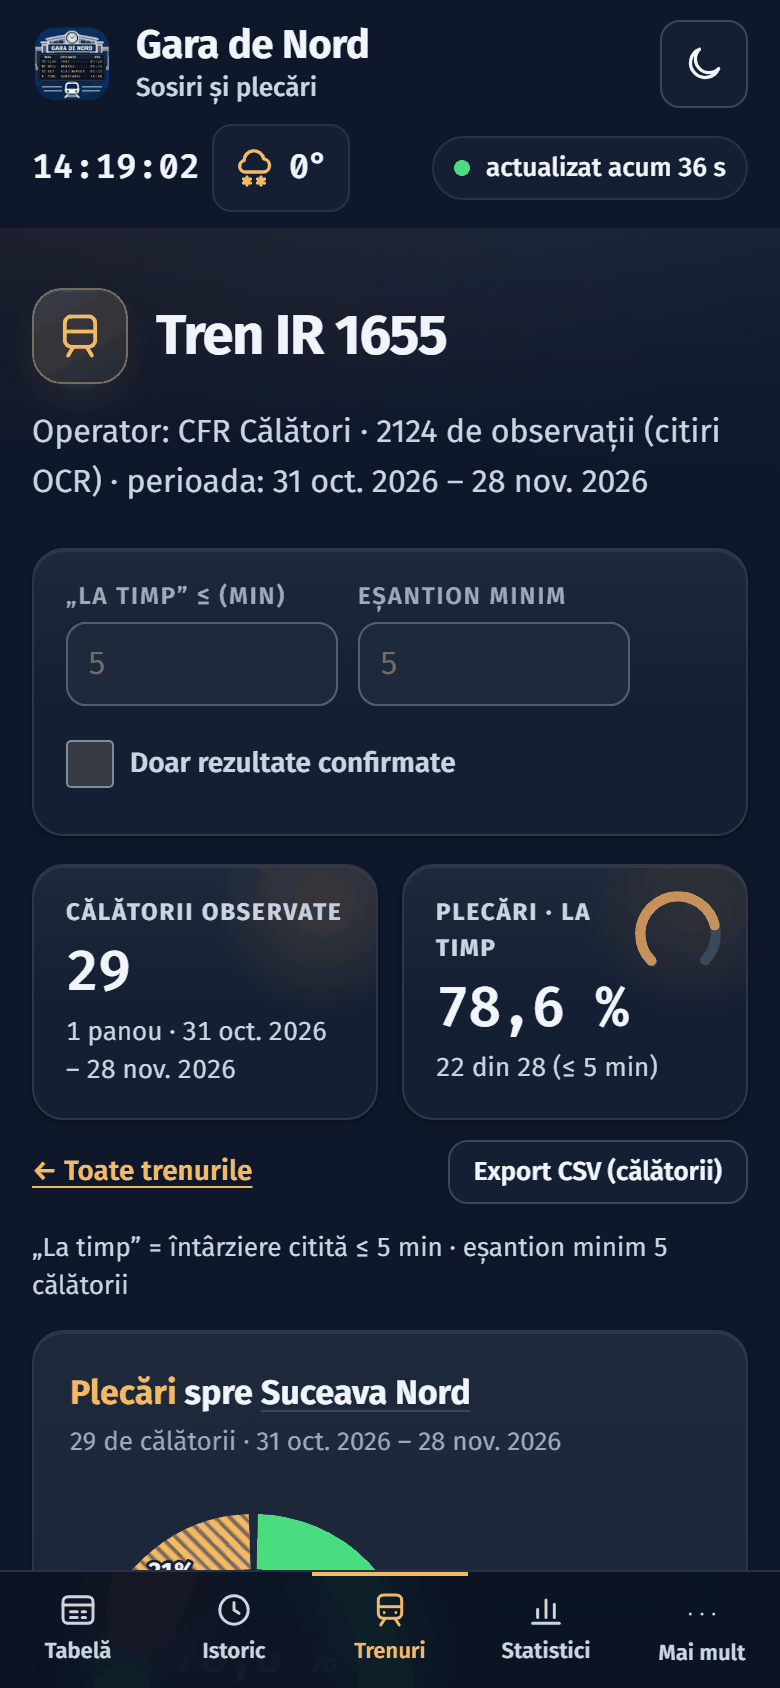 GARA DE NORD
Gara de Nord
Sosiri și plecări
14:19:02
0°
actualizat acum 36 s
Tren IR 1655
Operator: CFR Călători · 2124 de observații (citiri
OCR) · perioada: 31 oct. 2026 – 28 nov. 2026
„LA TIMP” ≤ (MIN)
EȘANTION MINIM
5
5
Doar rezultate confirmate
CĂLĂTORII OBSERVATE
29
1 panou · 31 oct. 2026
– 28 nov. 2026
PLECĂRI · LA
TIMP
78,6 %
22 din 28 (≤ 5 min)
← Toate trenurile
Export CSV (călătorii)
„La timp” = întârziere citită ≤ 5 min · eșantion minim 5
călătorii
Plecări spre Suceava Nord
29 de călătorii · 31 oct. 2026 – 28 nov. 2026
21%
Tabelă
Istoric
Trenuri
Statistici
Mai mult